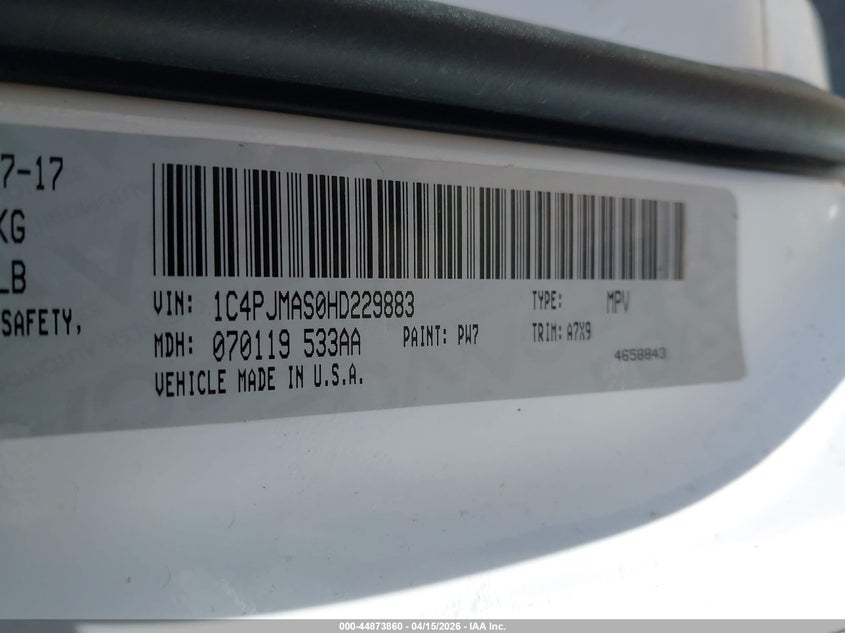 7-17
KG
LB
SAFETY,
VIN: 1C4PJMAS0HD229883
TYPE: MPV
MDH: 070119 533AA
PAINT: PW7
TRIM: A7X9
4658843
VEHICLE MADE IN U.S.A.
000-44873860 - 04/15/2026 - IAA Inc.